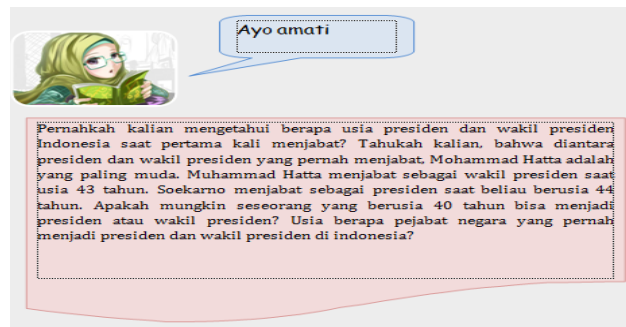 Ayo amati
Pernahkah kalian mengetahui berapa usia presiden dan wakil presiden
Indonesia saat pertama kali menjabat? Tahukah kalian, bahwa diantara
presiden dan wakil presiden yang pernah menjabat, Mohammad Hatta adalah
yang paling muda. Muhammad Hatta menjabat sebagai wakil presiden saat
usia 43 tahun. Soekarno menjabat sebagai presiden saat beliau berusia 44
tahun. Apakah mungkin seseorang yang berusia 40 tahun bisa menjadi
presiden atau wakil presiden? Usia berapa pejabat negara yang pernah
menjadi presiden dan wakil presiden di indonesia?